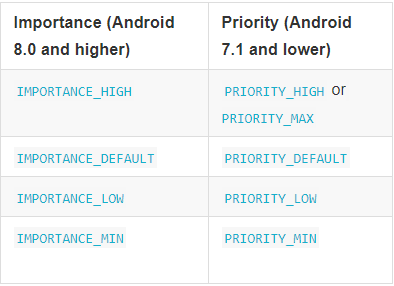 Importance (Android
8.0 and higher)
Priority (Android
7.1 and lower)
IMPORTANCE_HIGH
PRIORITY_HIGH or
PRIORITY_MAX
IMPORTANCE_DEFAULT
PRIORITY_DEFAULT
IMPORTANCE_LOW
PRIORITY_LOW
IMPORTANCE_MIN
PRIORITY_MIN